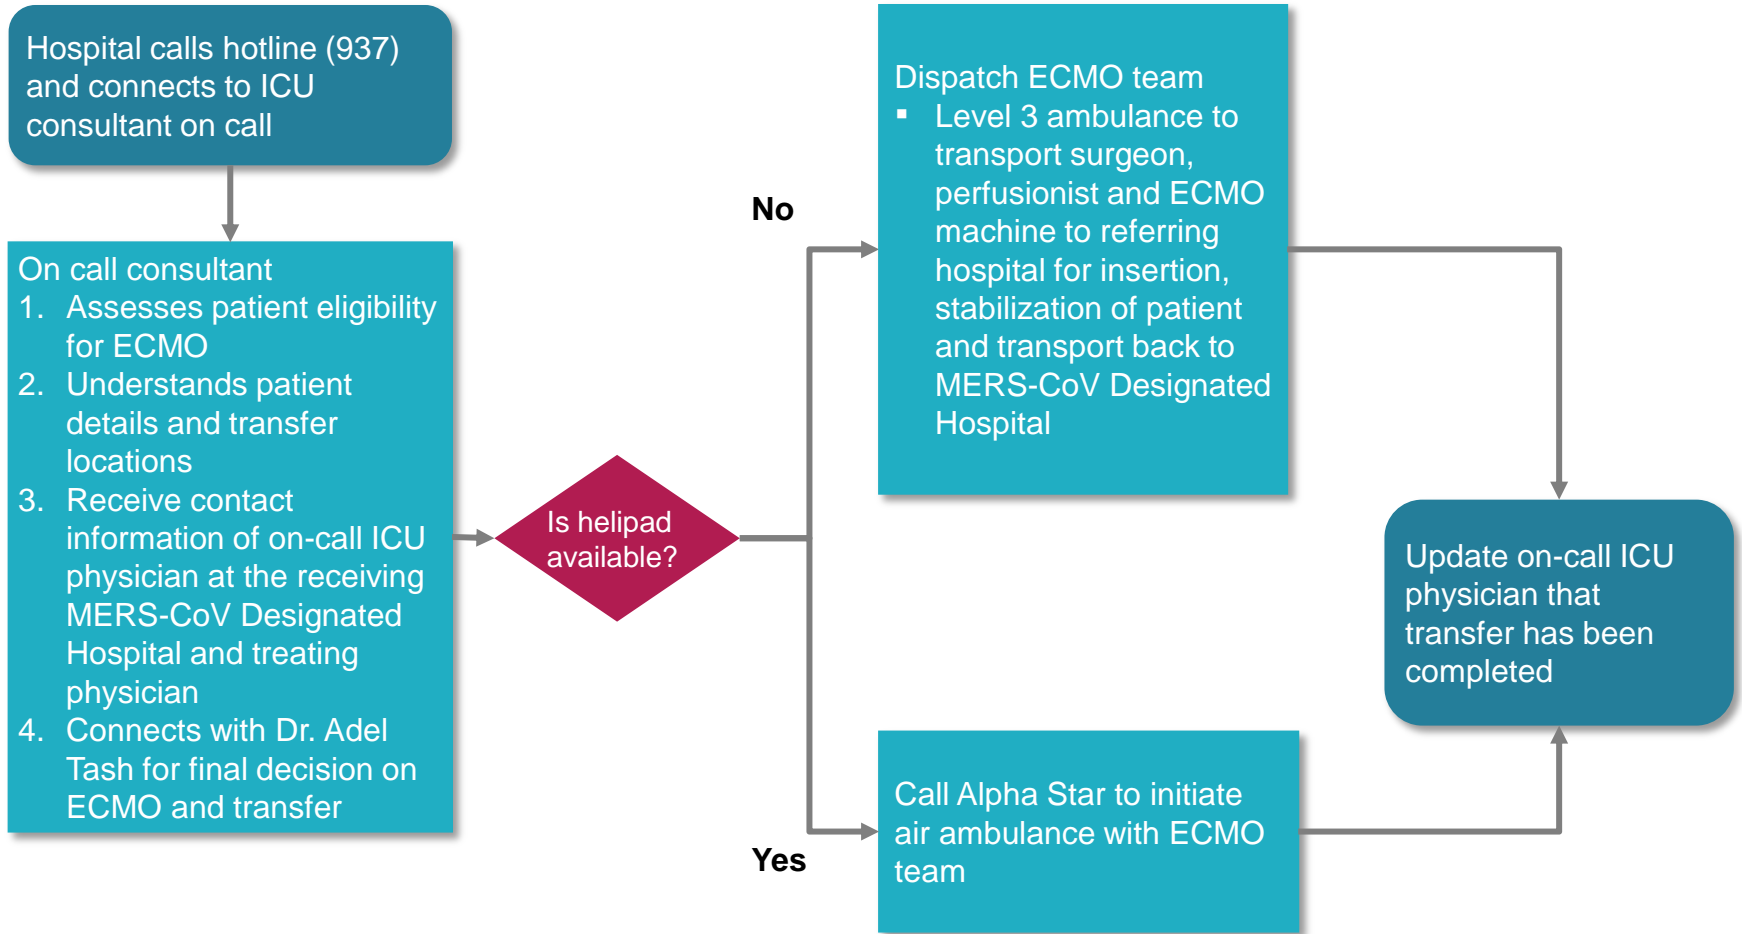 Hospital calls hotline (937)
and connects to ICU
consultant on call
On call consultant
1. Assesses patient eligibility
for ECMO
2. Understands patient
details and transfer
locations
3. Receive contact
information of on-call ICU
physician at the receiving
MERS-CoV Designated
Hospital and treating
physician
4. Connects with Dr. Adel
Tash for final decision on
ECMO and transfer
Is helipad
available?
No
Dispatch ECMO team
▪ Level 3 ambulance to
transport surgeon,
perfusionist and ECMO
machine to referring
hospital for insertion,
stabilization of patient
and transport back to
MERS-CoV Designated
Hospital
Yes
Call Alpha Star to initiate
air ambulance with ECMO
team
Update on-call ICU
physician that
transfer has been
completed